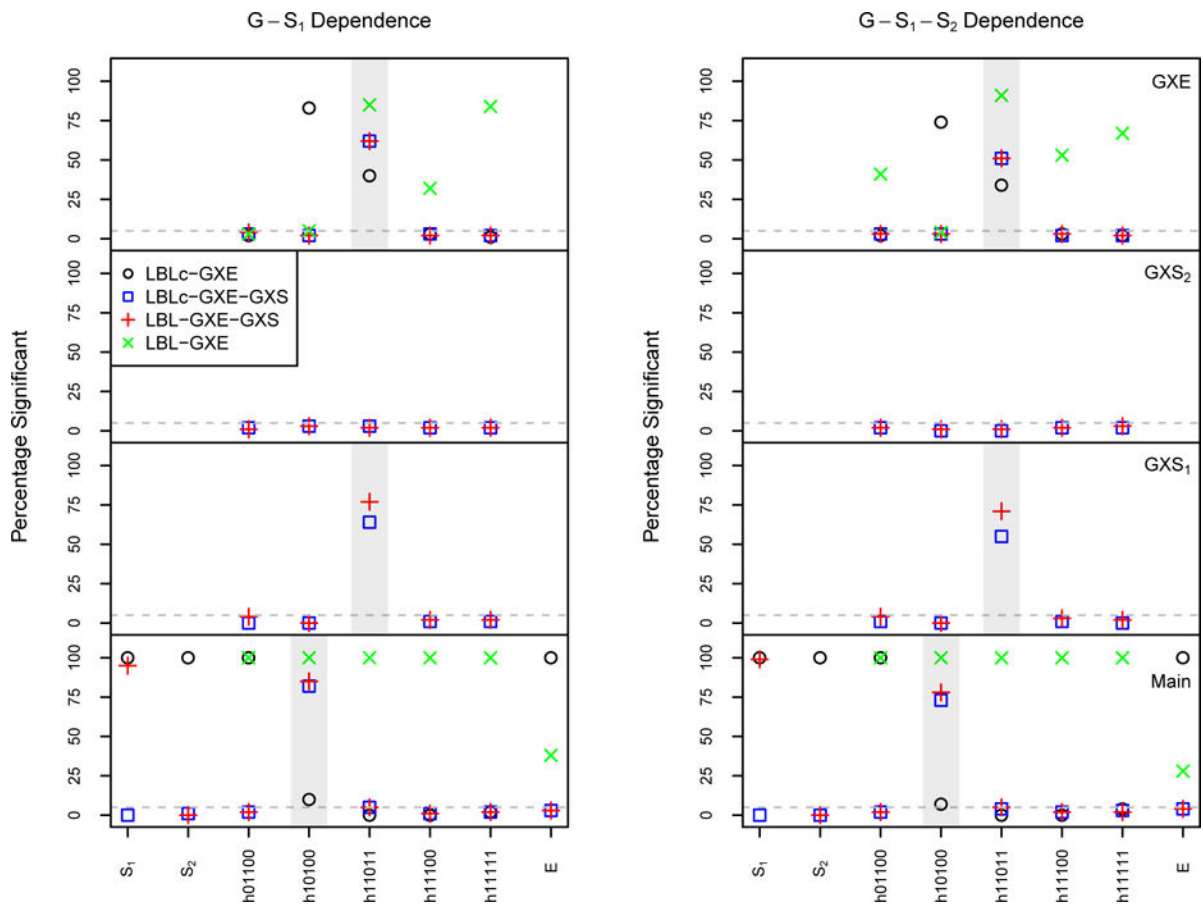 G – S₁ Dependence
G – S₁ – S₂ Dependence
Percentage Significant
100
75
50
25
0
100
75
50
25
0
100
75
50
25
0
100
75
50
25
0
LBLc−GXE
LBLc−GXE−GXS
LBL−GXE−GXS
LBL−GXE
S₁
S₂
h01100
h10100
h11011
h11100
h11111
E
Percentage Significant
100
75
50
25
0
100
75
50
25
0
100
75
50
25
0
100
75
50
25
0
GXE
GXS₂
GXS₁
Main
S₁
S₂
h01100
h10100
h11011
h11100
h11111
E